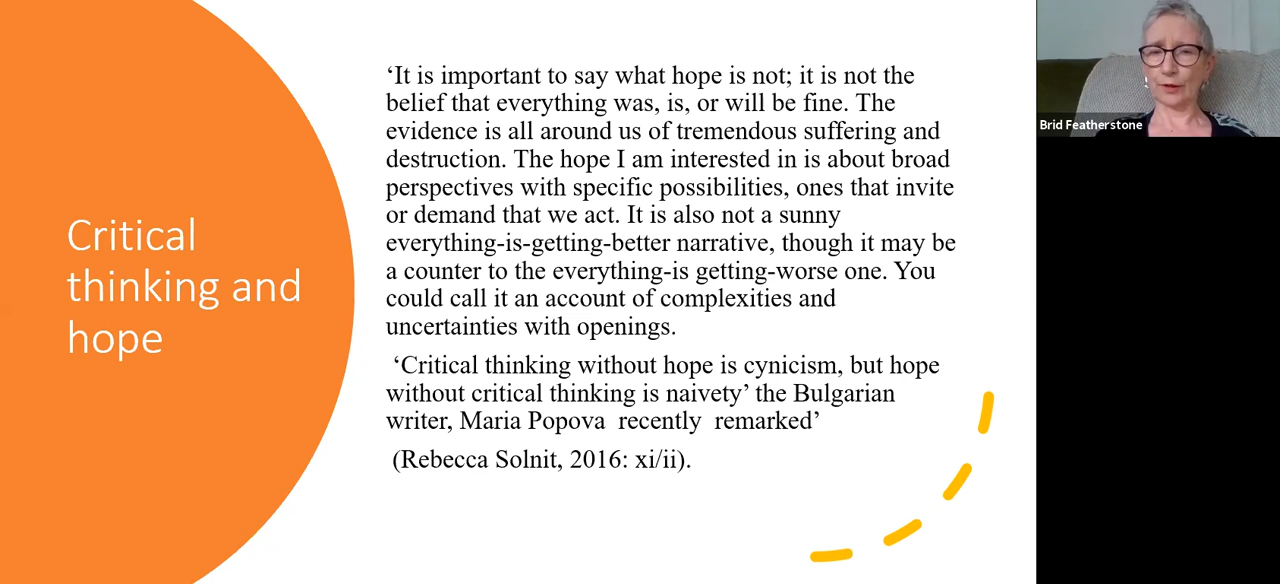 Critical
thinking and
hope
‘It is important to say what hope is not; it is not the
belief that everything was, is, or will be fine. The
evidence is all around us of tremendous suffering and
destruction. The hope I am interested in is about broad
perspectives with specific possibilities, ones that invite
or demand that we act. It is also not a sunny
everything-is-getting-better narrative, though it may be
a counter to the everything-is getting-worse one. You
could call it an account of complexities and
uncertainties with openings.
‘Critical thinking without hope is cynicism, but hope
without critical thinking is naivety’ the Bulgarian
writer, Maria Popova recently remarked’
(Rebecca Solnit, 2016: xi/ii).
Brid Featherstone